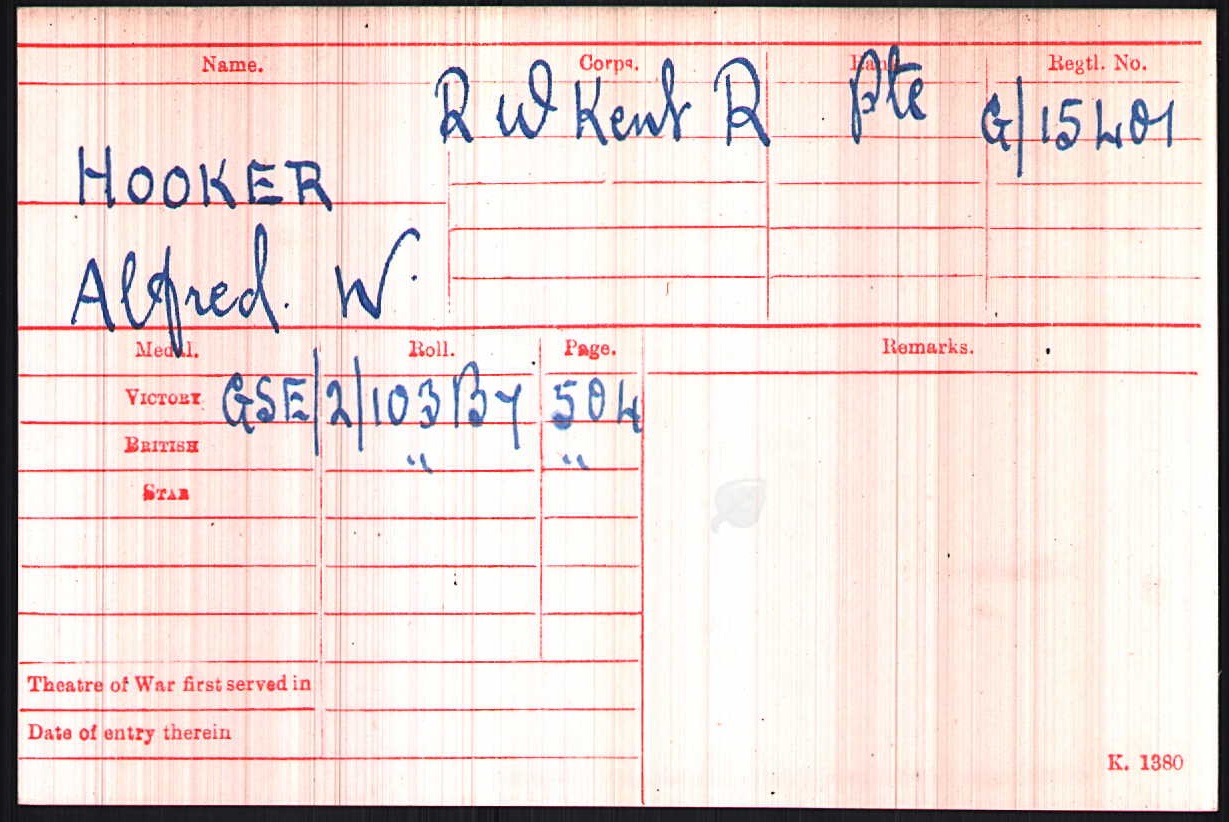 Name. Corps. Rank. Regtl. No.
R W Kent R Pte G/15401
HOOKER
Alfred. W.
Medal. Roll. Page.  Remarks.
VICTORY GSE/2/103B7 504
BRITISH " "
STAR
Theatre of War first served in
Date of entry therein
K. 1380